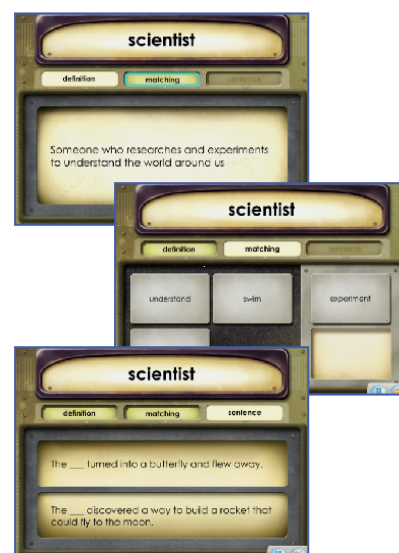 scientist
definition matching sentence
Someone who researches and experiments
to understand the world around us
scientist
definition matching sentence
understand swim experiment
scientist
definition matching sentence
The ___ turned into a butterfly and flew away.
The ___ discovered a way to build a rocket that
could fly to the moon.